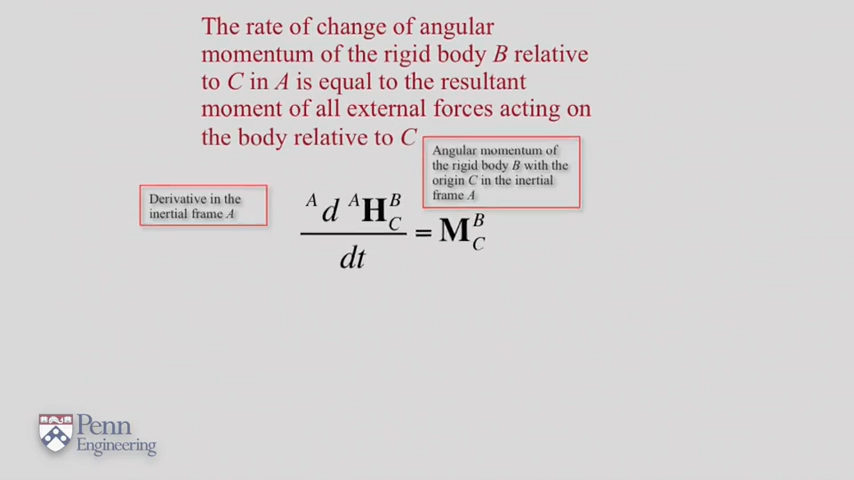 The rate of change of angular
momentum of the rigid body B relative
to C in A is equal to the resultant
moment of all external forces acting on
the body relative to C
Angular momentum of
the rigid body B with the
origin C in the inertial
frame A
Derivative in the
inertial frame A
A d A H B C
dt
= M B C
Penn
Engineering